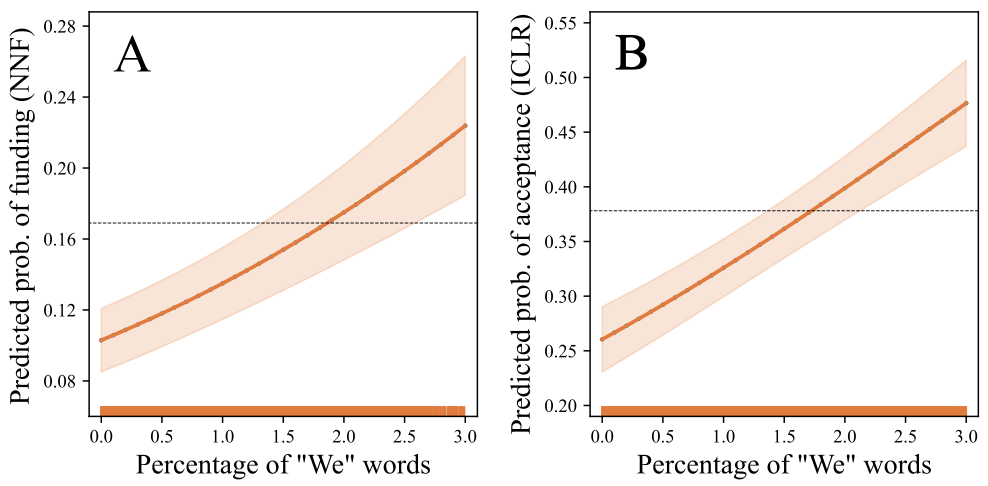 A
Predicted prob. of funding (NNF)
0.28
0.24
0.20
0.16
0.12
0.08
0.0 0.5 1.0 1.5 2.0 2.5 3.0
Percentage of "We" words
B
Predicted prob. of acceptance (ICLR)
0.55
0.50
0.45
0.40
0.35
0.30
0.25
0.20
0.0 0.5 1.0 1.5 2.0 2.5 3.0
Percentage of "We" words